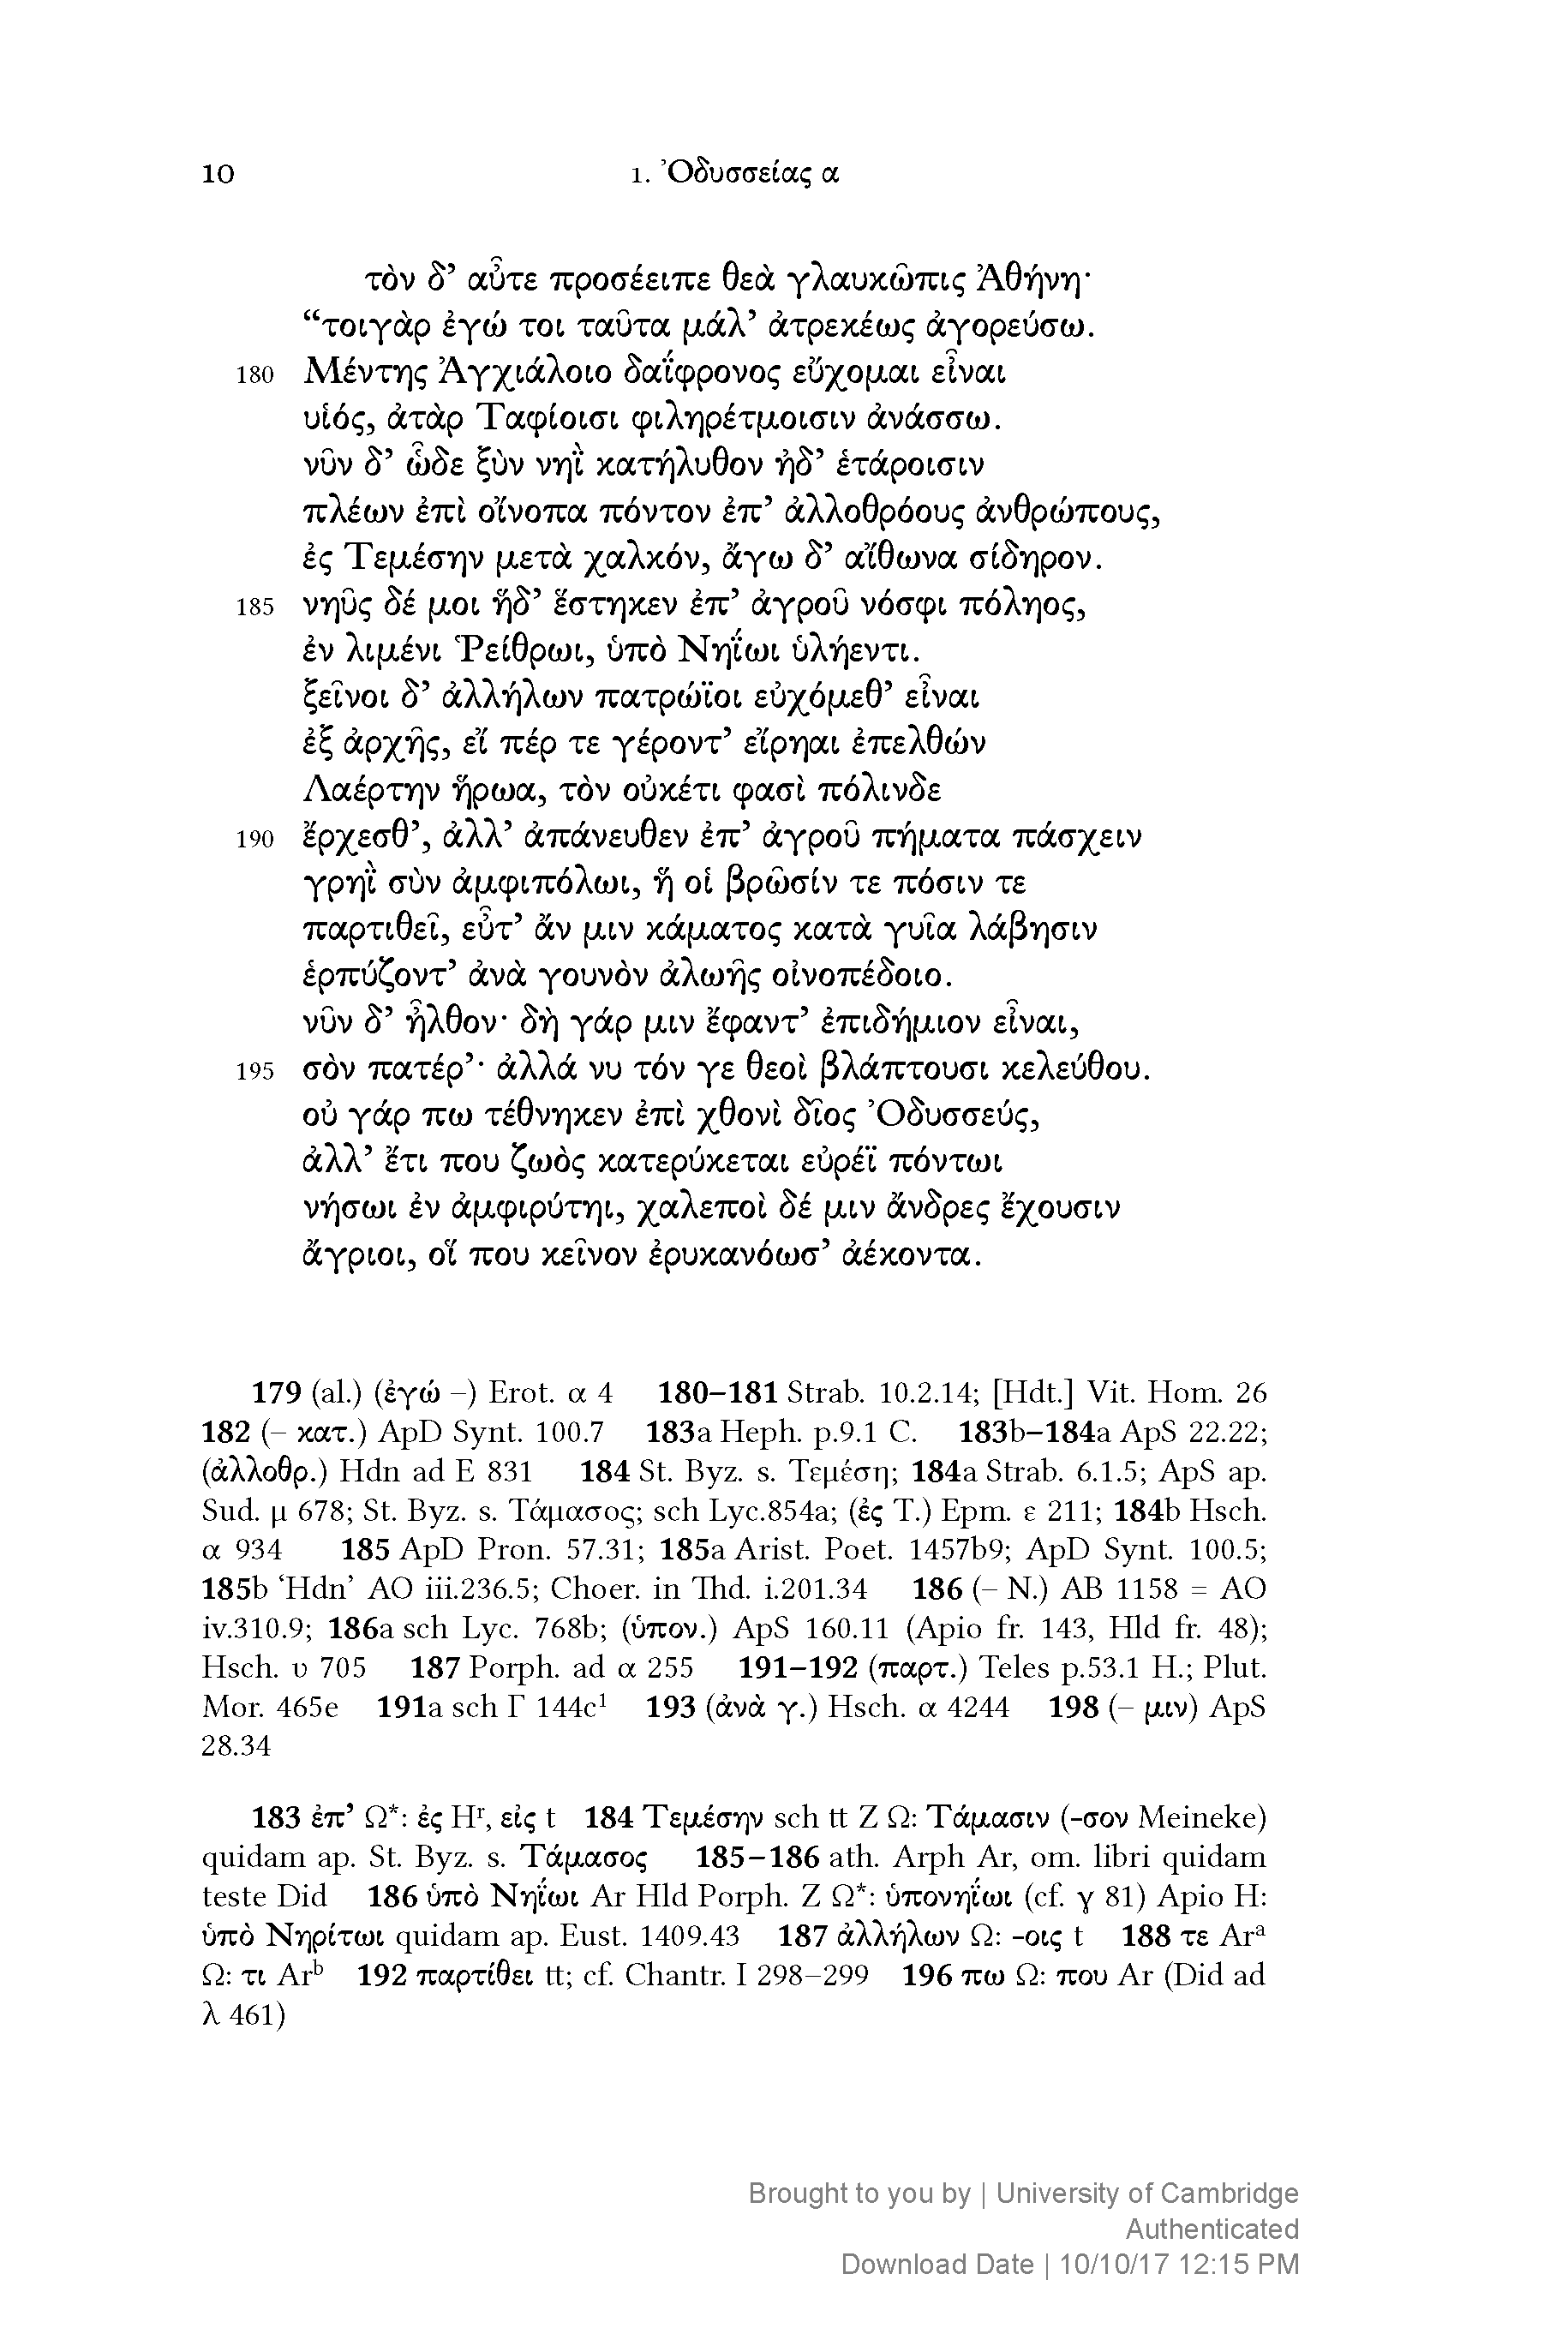 10
1. Ὀδυσσείας α
τὸν δ’ αὖτε προσέειπε θεὰ γλαυκῶπις Ἀθήνη·
“τοιγὰρ ἐγώ τοι ταῦτα μάλ’ ἀτρεκέως ἀγορεύσω.
180 Μέντης Ἀγχιάλοιο δαΐφρονος εὔχομαι εἶναι
υἱός, ἀτὰρ Ταφίοισι φιληρέτμοισιν ἀνάσσω.
νῦν δ’ ὧδε ξὺν νηῒ κατήλυθον ἠδ’ ἑτάροισιν
πλέων ἐπὶ οἴνοπα πόντον ἐπ’ ἀλλοθρόους ἀνθρώπους,
ἐς Τεμέσην μετὰ χαλκόν, ἄγω δ’ αἴθωνα σίδηρον.
185 νηῦς δέ μοι ἥδ’ ἕστηκεν ἐπ’ ἀγροῦ νόσφι πόληος,
ἐν λιμένι Ῥείθρωι, ὑπὸ Νηΐωι ὑλήεντι.
ξεῖνοι δ’ ἀλλήλων πατρώϊοι εὐχόμεθ’ εἶναι
ἐξ ἀρχῆς, εἴ πέρ τε γέροντ’ εἴρηαι ἐπελθών
Λαέρτην ἥρωα, τὸν οὐκέτι φασὶ πόλινδε
190 ἔρχεσθ’, ἀλλ’ ἀπάνευθεν ἐπ’ ἀγροῦ πήματα πάσχειν
γρηῒ σὺν ἀμφιπόλωι, ἥ οἱ βρῶσίν τε πόσιν τε
παρτιθεῖ, εὖτ’ ἄν μιν κάματος κατὰ γυῖα λάβησιν
ἑρπύζοντ’ ἀνὰ γουνὸν ἀλωῆς οἰνοπέδοιο.
νῦν δ’ ἦλθον· δὴ γάρ μιν ἔφαντ’ ἐπιδήμιον εἶναι,
195 σὸν πατέρ’· ἀλλά νυ τόν γε θεοὶ βλάπτουσι κελεύθου.
οὐ γάρ πω τέθνηκεν ἐπὶ χθονὶ δῖος Ὀδυσσεύς,
ἀλλ’ ἔτι που ζωὸς κατερύκεται εὐρέϊ πόντωι
νήσωι ἐν ἀμφιρύτηι, χαλεποὶ δέ μιν ἄνδρες ἔχουσιν
ἄγριοι, οἵ που κεῖνον ἐρυκανόωσ’ ἀέκοντα.
179 (al.) (ἐγώ –) Erot. α 4 180–181 Strab. 10.2.14; [Hdt.] Vit. Hom. 26
182 (– κατ.) ApD Synt. 100.7 183a Heph. p.9.1 C. 183b–184a ApS 22.22;
(ἀλλοθρ.) Hdn ad E 831 184 St. Byz. s. Τεμέση; 184a Strab. 6.1.5; ApS ap.
Sud. μ 678; St. Byz. s. Τάμασος; sch Lyc.854a; (ἐς Τ.) Epm. ε 211; 184b Hsch.
α 934 185 ApD Pron. 57.31; 185a Arist. Poet. 1457b9; ApD Synt. 100.5;
185b ‘Hdn’ AO iii.236.5; Choer. in Thd. i.201.34 186 (– N.) AB 1158 = AO
iv.310.9; 186a sch Lyc. 768b; (ὑπον.) ApS 160.11 (Apio fr. 143, Hld fr. 48);
Hsch. υ 705 187 Porph. ad α 255 191–192 (παρτ.) Teles p.53.1 H.; Plut.
Mor. 465e 191a sch Γ 144c¹ 193 (ἀνὰ γ.) Hsch. α 4244 198 (– μιν) ApS
28.34
183 ἐπ’ Ω*: ἐς Hʳ, εἰς t 184 Τεμέσην sch tt Z Ω: Τάμασιν (-σον Meineke)
quidam ap. St. Byz. s. Τάμασος 185–186 ath. Arph Ar, om. libri quidam
teste Did 186 ὑπὸ Νηΐωι Ar Hld Porph. Z Ω*: ὑπονηΐωι (cf. γ 81) Apio H:
ὑπὸ Νηρίτωι quidam ap. Eust. 1409.43 187 ἀλλήλων Ω: -οις t 188 τε Arᵃ
Ω: τι Arᵇ 192 παρτίθει tt; cf. Chantr. I 298–299 196 πω Ω: που Ar (Did ad
λ 461)
Brought to you by | University of Cambridge
Authenticated
Download Date | 10/10/17 12:15 PM